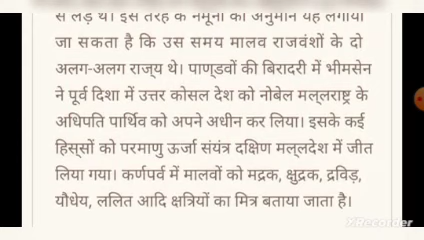 स लड़ थ। इस तरह के नमूनों का अनुमान यह लगाया
जा सकता है कि उस समय मालव राजवंशों के दो
अलग-अलग राज्य थे। पाण्डवों की बिरादरी में भीमसेन
ने पूर्व दिशा में उत्तर कोसल देश को नोबेल मल्लराष्ट्र के
अधिपति पार्थिव को अपने अधीन कर लिया। इसके कई
हिस्सों को परमाणु ऊर्जा संयंत्र दक्षिण मल्लदेश में जीत
लिया गया। कर्णपर्व में मालवों को मद्रक, क्षुद्रक, द्रविड़,
यौधेय, ललित आदि क्षत्रियों का मित्र बताया जाता है।
XRecorder